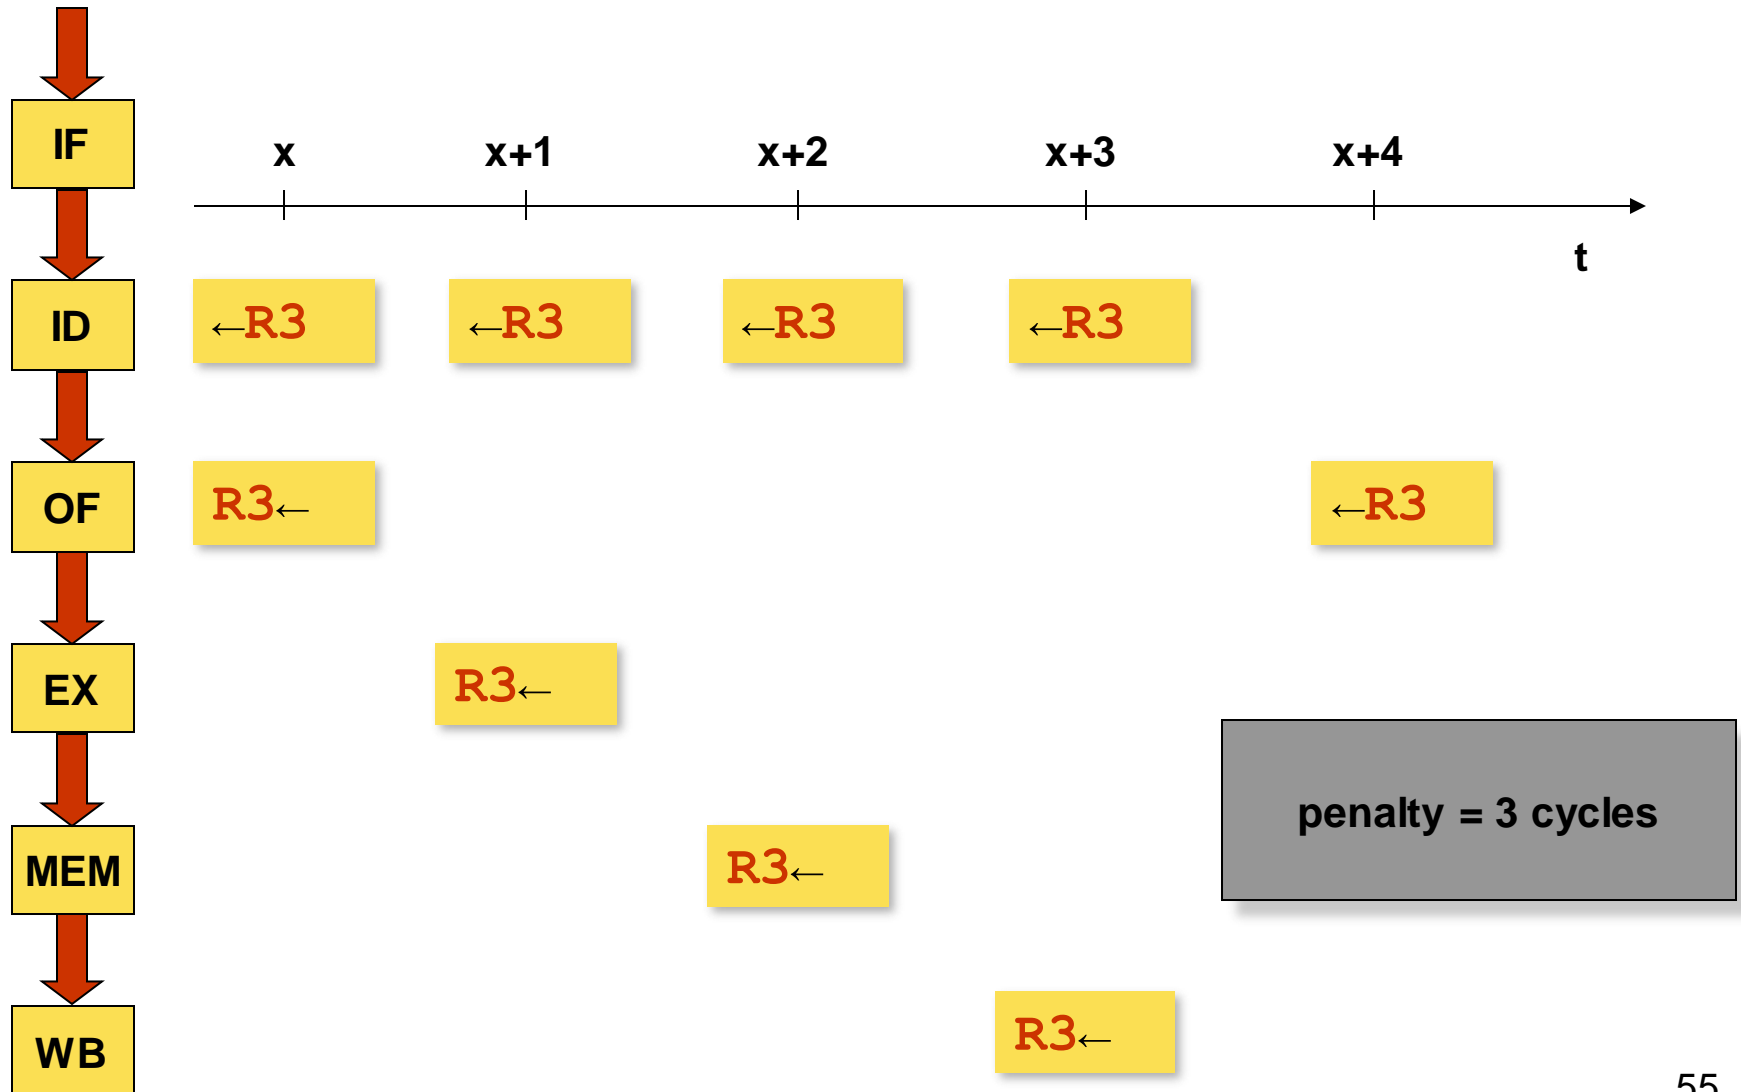 IF
x x+1 x+2 x+3 x+4
t
ID ←R3 ←R3 ←R3 ←R3
OF R3← ←R3
EX R3←
penalty = 3 cycles
MEM R3←
WB R3←
55